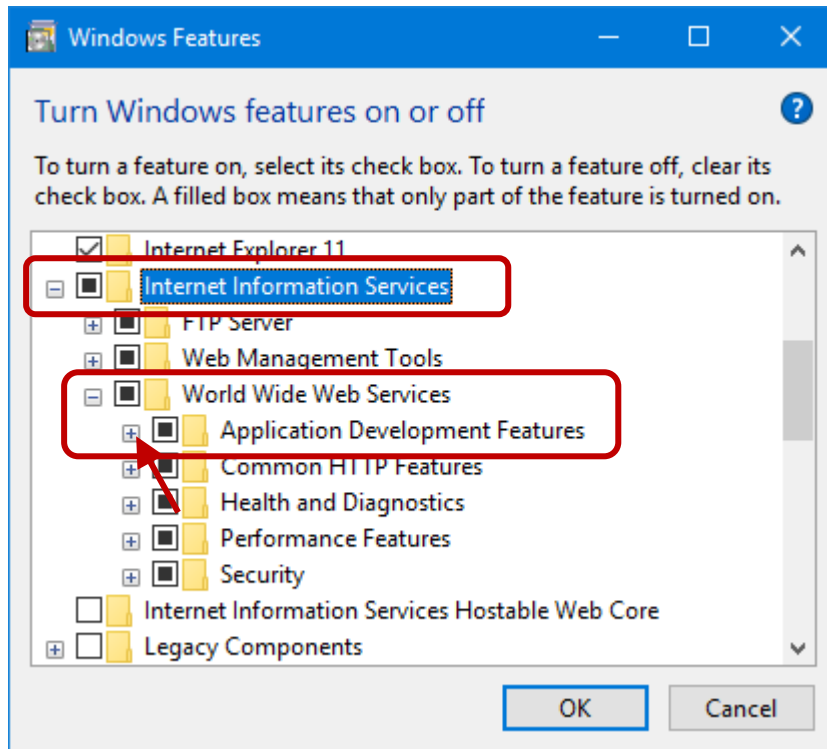 Windows Features
Turn Windows features on or off
?
To turn a feature on, select its check box. To turn a feature off, clear its
check box. A filled box means that only part of the feature is turned on.
Internet Explorer 11
Internet Information Services
FTP Server
Web Management Tools
World Wide Web Services
Application Development Features
Common HTTP Features
Health and Diagnostics
Performance Features
Security
Internet Information Services Hostable Web Core
Legacy Components
OK Cancel